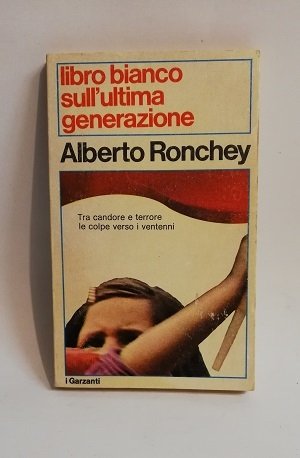 libro bianco
sull'ultima
generazione
Alberto Ronchey
Tra candore e terrore
le colpe verso i ventenni
i Garzanti